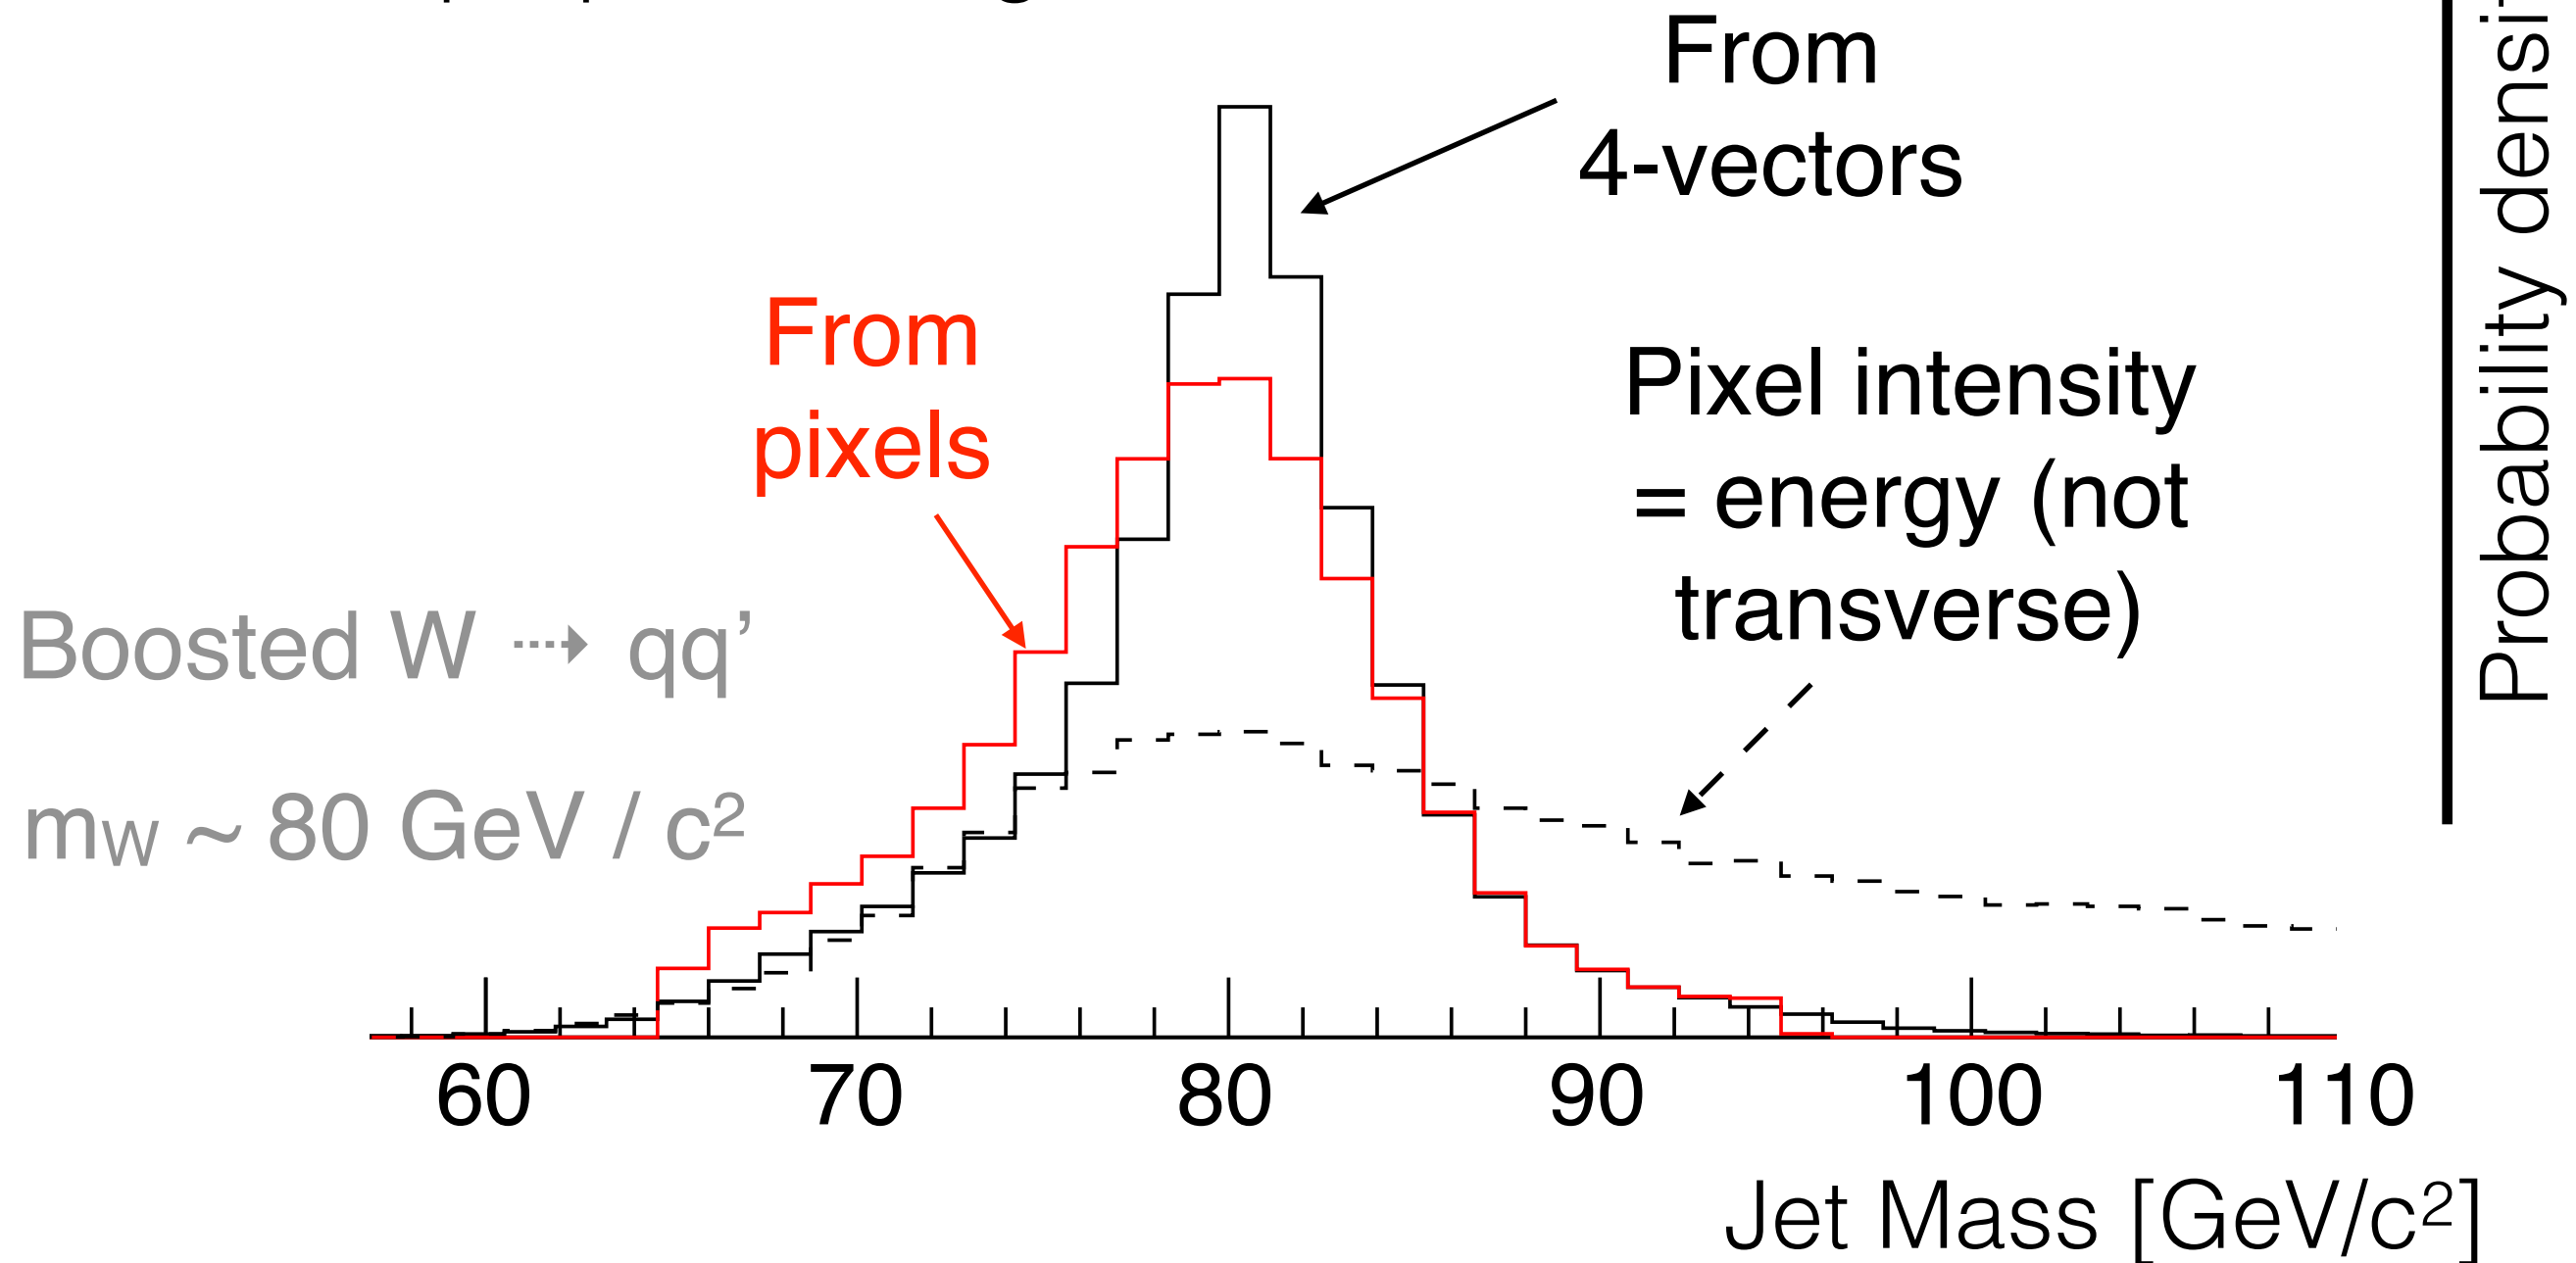 From
4-vectors
From
pixels
Pixel intensity
= energy (not
transverse)
Boosted W ⇢ qq’
mW ~ 80 GeV / c²
60 70 80 90 100 110
Jet Mass [GeV/c²]
Probability